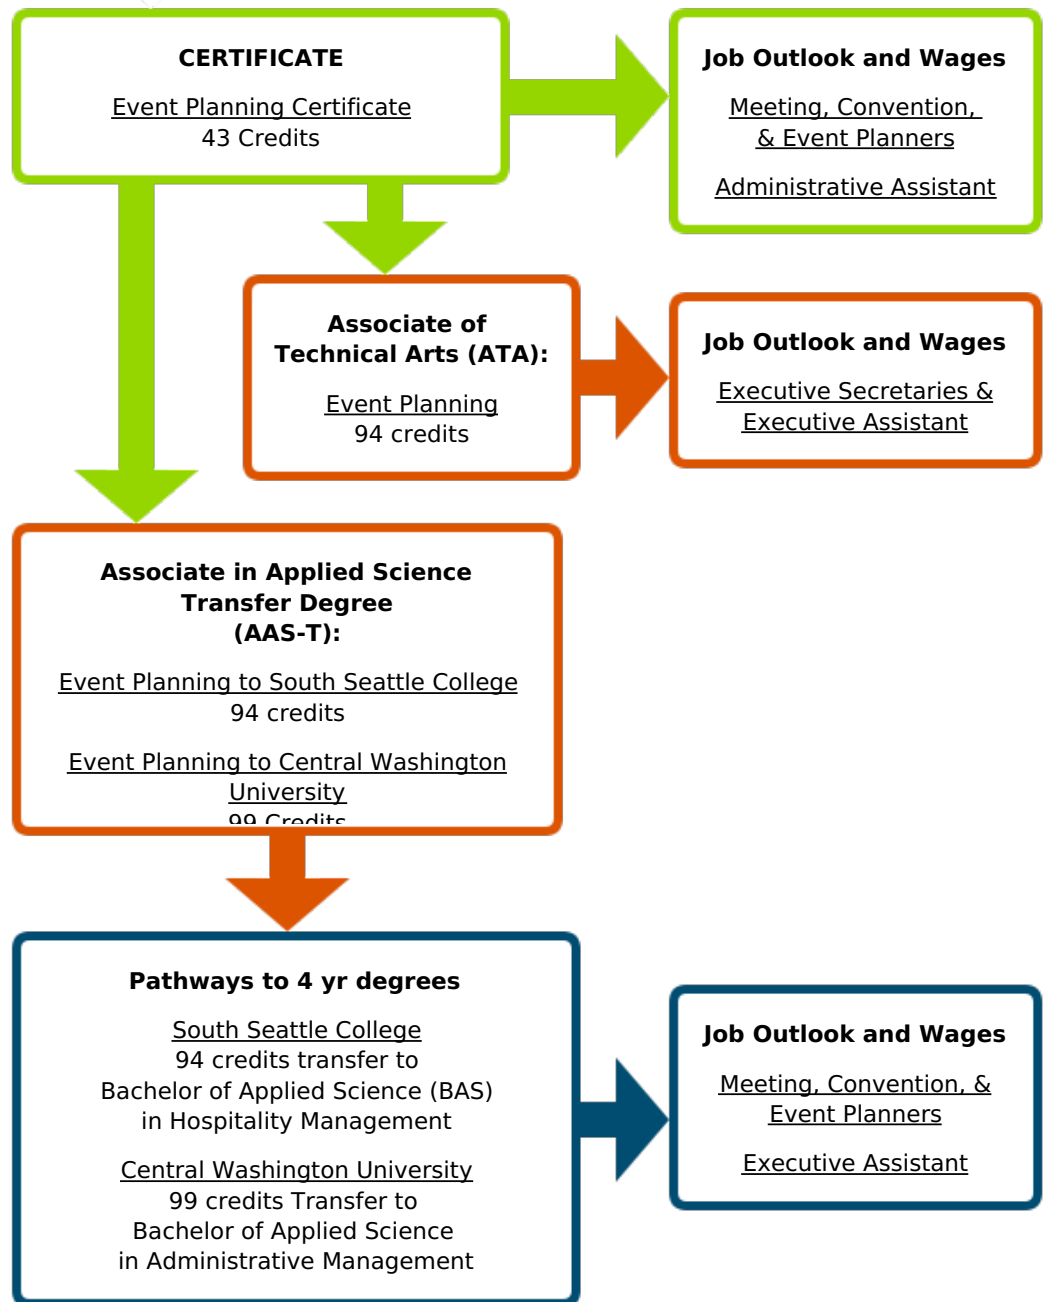 CERTIFICATE
Event Planning Certificate
43 Credits
Job Outlook and Wages
Meeting, Convention,
& Event Planners
Administrative Assistant
Associate of
Technical Arts (ATA):
Event Planning
94 credits
Job Outlook and Wages
Executive Secretaries &
Executive Assistant
Associate in Applied Science
Transfer Degree
(AAS-T):
Event Planning to South Seattle College
94 credits
Event Planning to Central Washington
University
99 Credits
Pathways to 4 yr degrees
South Seattle College
94 credits transfer to
Bachelor of Applied Science (BAS)
in Hospitality Management
Central Washington University
99 credits Transfer to
Bachelor of Applied Science
in Administrative Management
Job Outlook and Wages
Meeting, Convention, &
Event Planners
Executive Assistant